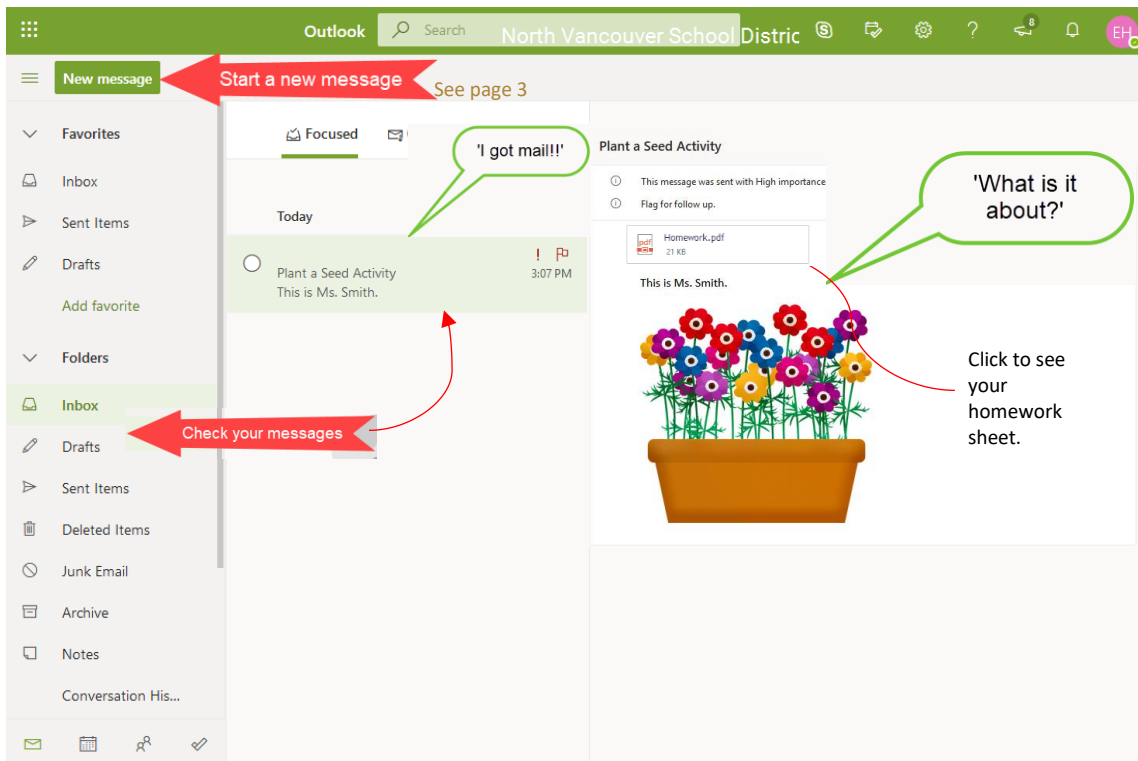 Outlook
Search
North Vancouver School Distric
8
EH
New message
Start a new message
See page 3
Favorites
Inbox
Sent Items
Drafts
Add favorite
Folders
Inbox
Drafts
Sent Items
Deleted Items
Junk Email
Archive
Notes
Conversation His...
Check your messages
Focused
'I got mail!!'
Today
Plant a Seed Activity
! 3:07 PM
This is Ms. Smith.
Plant a Seed Activity
This message was sent with High importance
Flag for follow up.
pdf
Homework.pdf
21 KB
This is Ms. Smith.
'What is it
about?'
Click to see
your
homework
sheet.